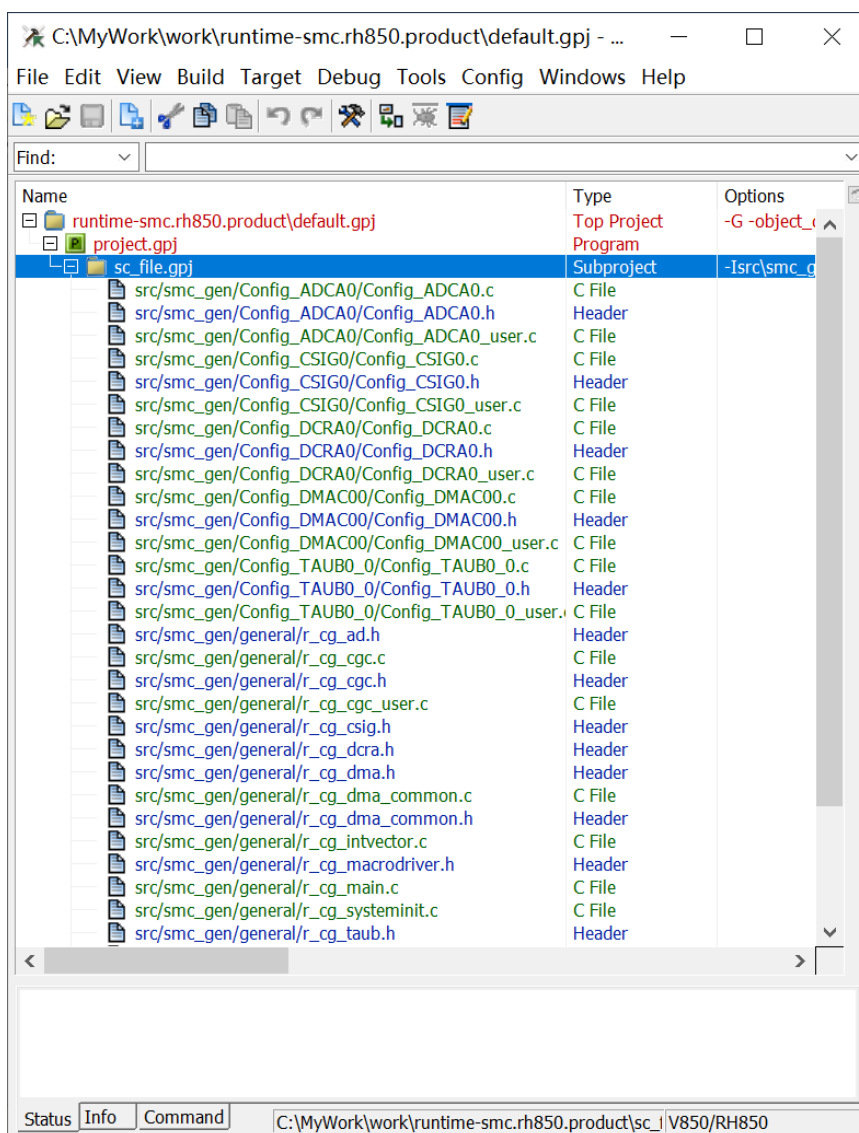 C:\MyWork\work\runtime-smc.rh850.product\default.gpj - ...
File Edit View Build Target Debug Tools Config Windows Help
Find:
Name Type Options
runtime-smc.rh850.product\default.gpj Top Project -G -object_
project.gpj Program
sc_file.gpj Subproject -Isrc\smc_g
src/smc_gen/Config_ADCA0/Config_ADCA0.c C File
src/smc_gen/Config_ADCA0/Config_ADCA0.h Header
src/smc_gen/Config_ADCA0/Config_ADCA0_user.c C File
src/smc_gen/Config_CSIG0/Config_CSIG0.c C File
src/smc_gen/Config_CSIG0/Config_CSIG0.h Header
src/smc_gen/Config_CSIG0/Config_CSIG0_user.c C File
src/smc_gen/Config_DCRA0/Config_DCRA0.c C File
src/smc_gen/Config_DCRA0/Config_DCRA0.h Header
src/smc_gen/Config_DCRA0/Config_DCRA0_user.c C File
src/smc_gen/Config_DMAC00/Config_DMAC00.c C File
src/smc_gen/Config_DMAC00/Config_DMAC00.h Header
src/smc_gen/Config_DMAC00/Config_DMAC00_user.c C File
src/smc_gen/Config_TAUB0_0/Config_TAUB0_0.c C File
src/smc_gen/Config_TAUB0_0/Config_TAUB0_0.h Header
src/smc_gen/Config_TAUB0_0/Config_TAUB0_0_user. C File
src/smc_gen/general/r_cg_ad.h Header
src/smc_gen/general/r_cg_cgc.c C File
src/smc_gen/general/r_cg_cgc.h Header
src/smc_gen/general/r_cg_cgc_user.c C File
src/smc_gen/general/r_cg_csig.h Header
src/smc_gen/general/r_cg_dcra.h Header
src/smc_gen/general/r_cg_dma.h Header
src/smc_gen/general/r_cg_dma_common.c C File
src/smc_gen/general/r_cg_dma_common.h Header
src/smc_gen/general/r_cg_intvector.c C File
src/smc_gen/general/r_cg_macrodriver.h Header
src/smc_gen/general/r_cg_main.c C File
src/smc_gen/general/r_cg_systeminit.c C File
src/smc_gen/general/r_cg_taub.h Header
Status Info Command C:\MyWork\work\runtime-smc.rh850.product\sc_ V850/RH850